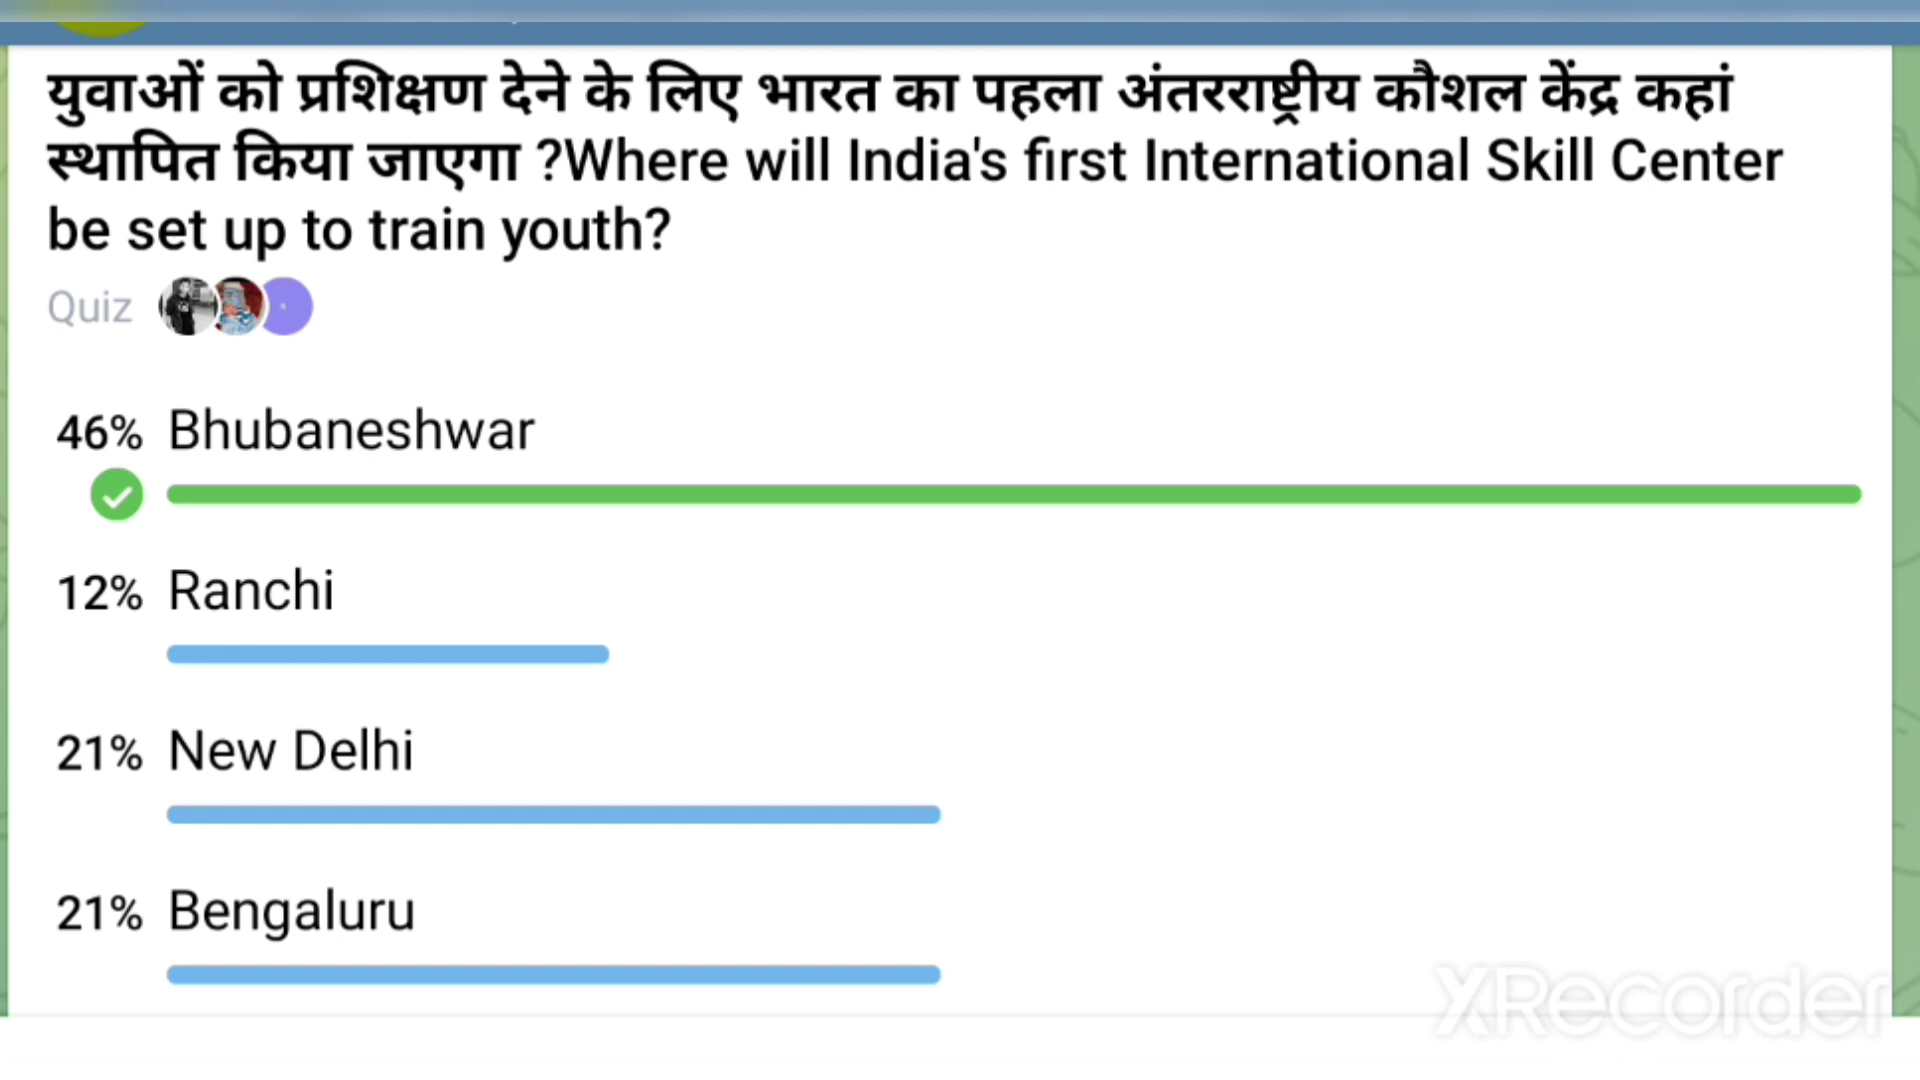 युवाओं को प्रशिक्षण देने के लिए भारत का पहला अंतरराष्ट्रीय कौशल केंद्र कहां
स्थापित किया जाएगा ?Where will India's first International Skill Center
be set up to train youth?
Quiz
46% Bhubaneshwar
12% Ranchi
21% New Delhi
21% Bengaluru
XRecorder